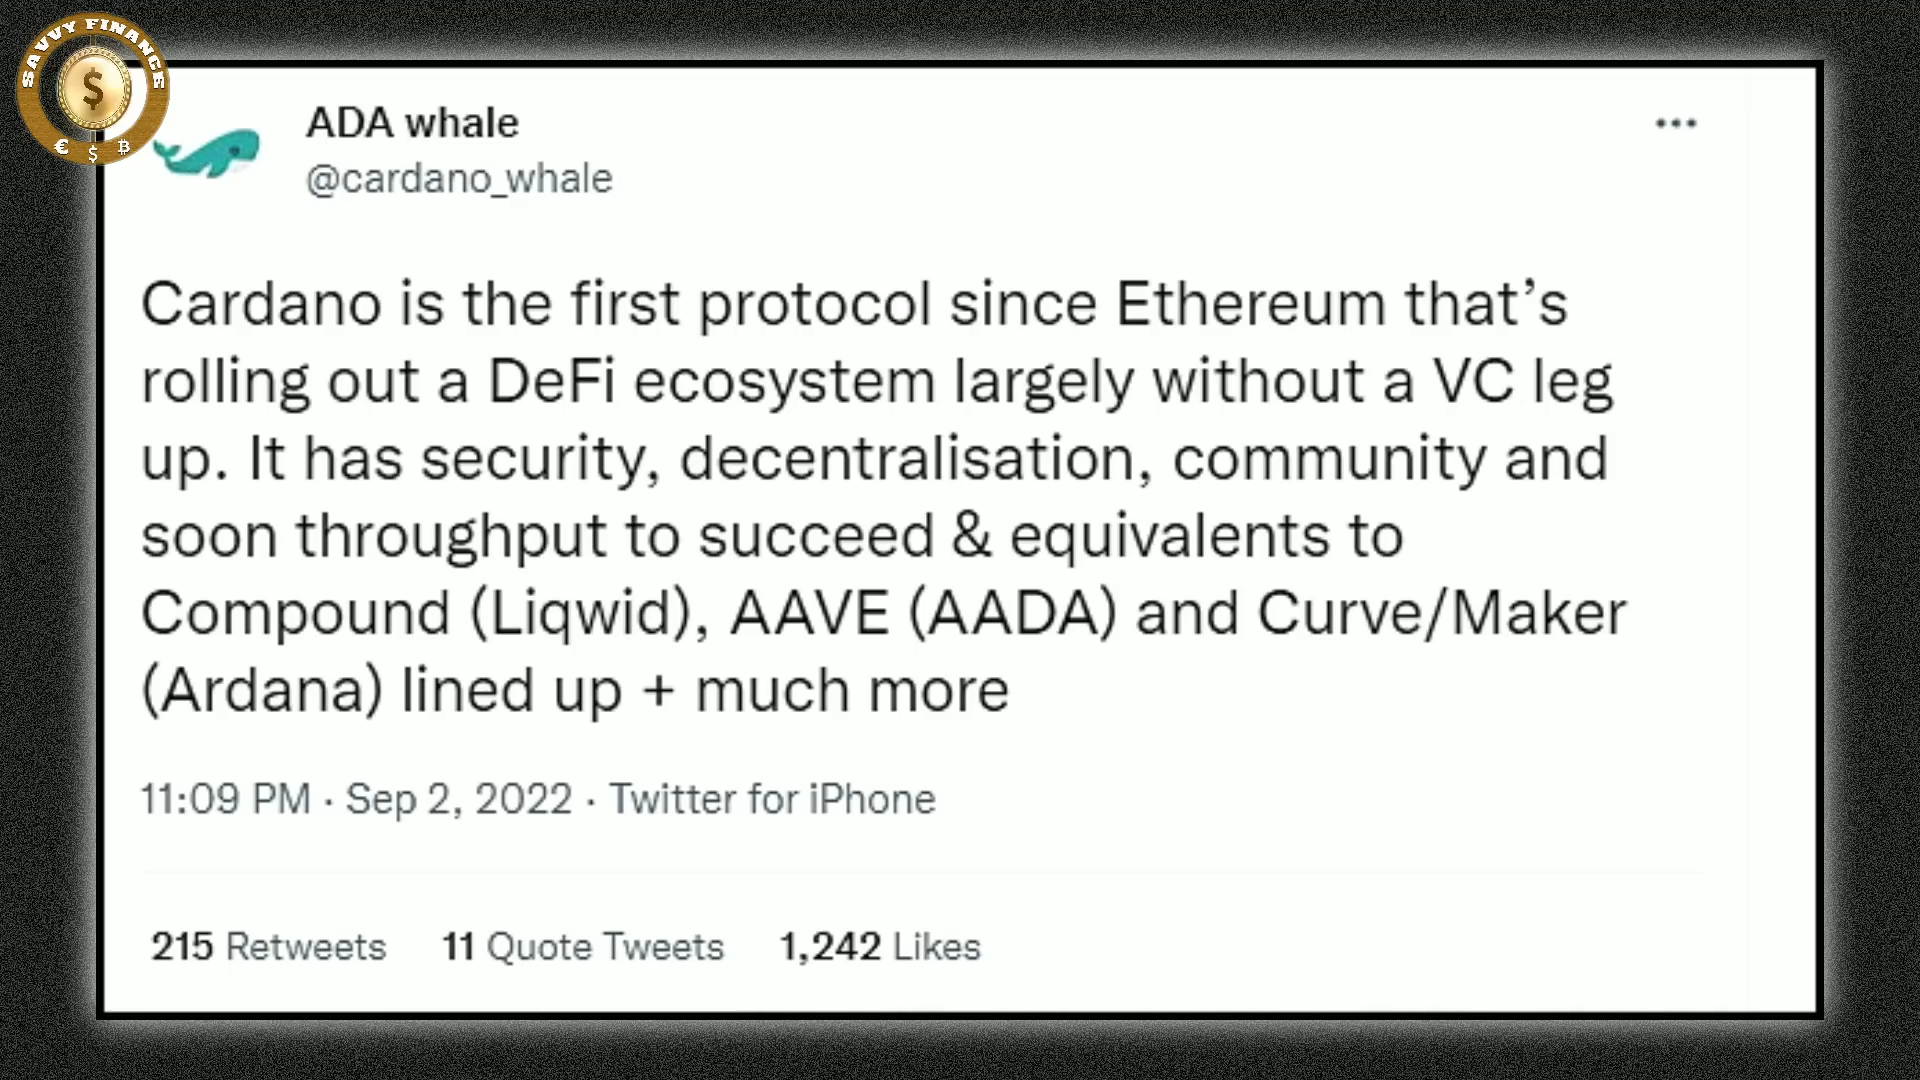 SAVVY FINANCE
$
€ $ ₿
ADA whale
@cardano_whale
Cardano is the first protocol since Ethereum that’s
rolling out a DeFi ecosystem largely without a VC leg
up. It has security, decentralisation, community and
soon throughput to succeed & equivalents to
Compound (Liqwid), AAVE (AADA) and Curve/Maker
(Ardana) lined up + much more
11:09 PM · Sep 2, 2022 · Twitter for iPhone
215 Retweets 11 Quote Tweets 1,242 Likes